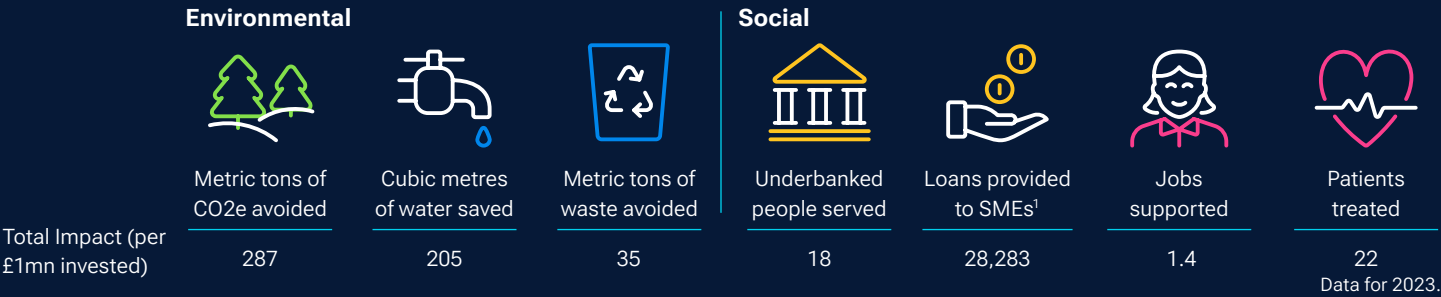 Environmental
Social
Metric tons of
CO2e avoided
Cubic metres
of water saved
Metric tons of
waste avoided
Underbanked
people served
Loans provided
to SMEs¹
Jobs
supported
Patients
treated
Total Impact (per
£1mn invested)
287
205
35
18
28,283
1.4
22
Data for 2023.